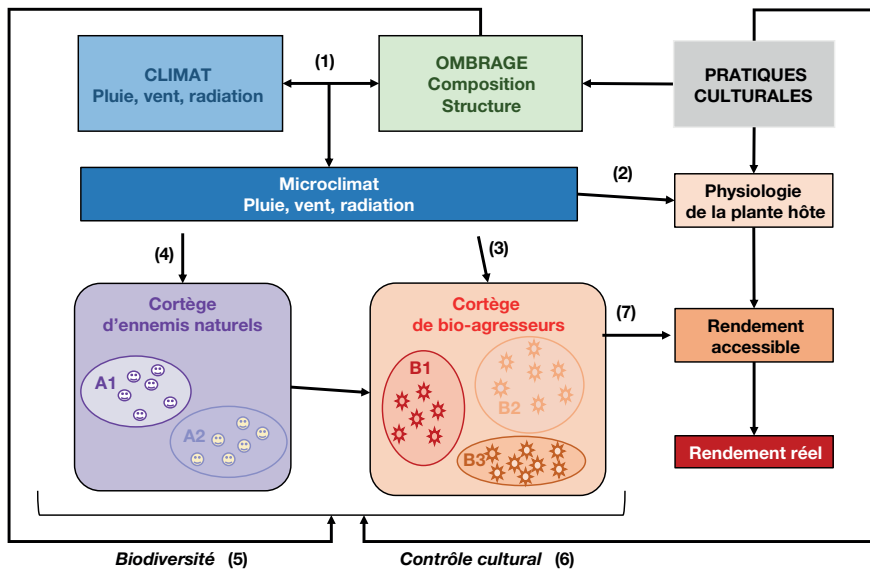 CLIMAT
Pluie, vent, radiation
(1)
OMBRAGE
Composition
Structure
PRATIQUES
CULTURALES
Microclimat
Pluie, vent, radiation
(2)
Physiologie
de la plante hôte
(4)
(3)
Cortège
d'ennemis naturels
A1
A2
Cortège
de bio-agresseurs
B1
B2
B3
(7)
Rendement
accessible
Rendement réel
Biodiversité (5)
Contrôle cultural (6)